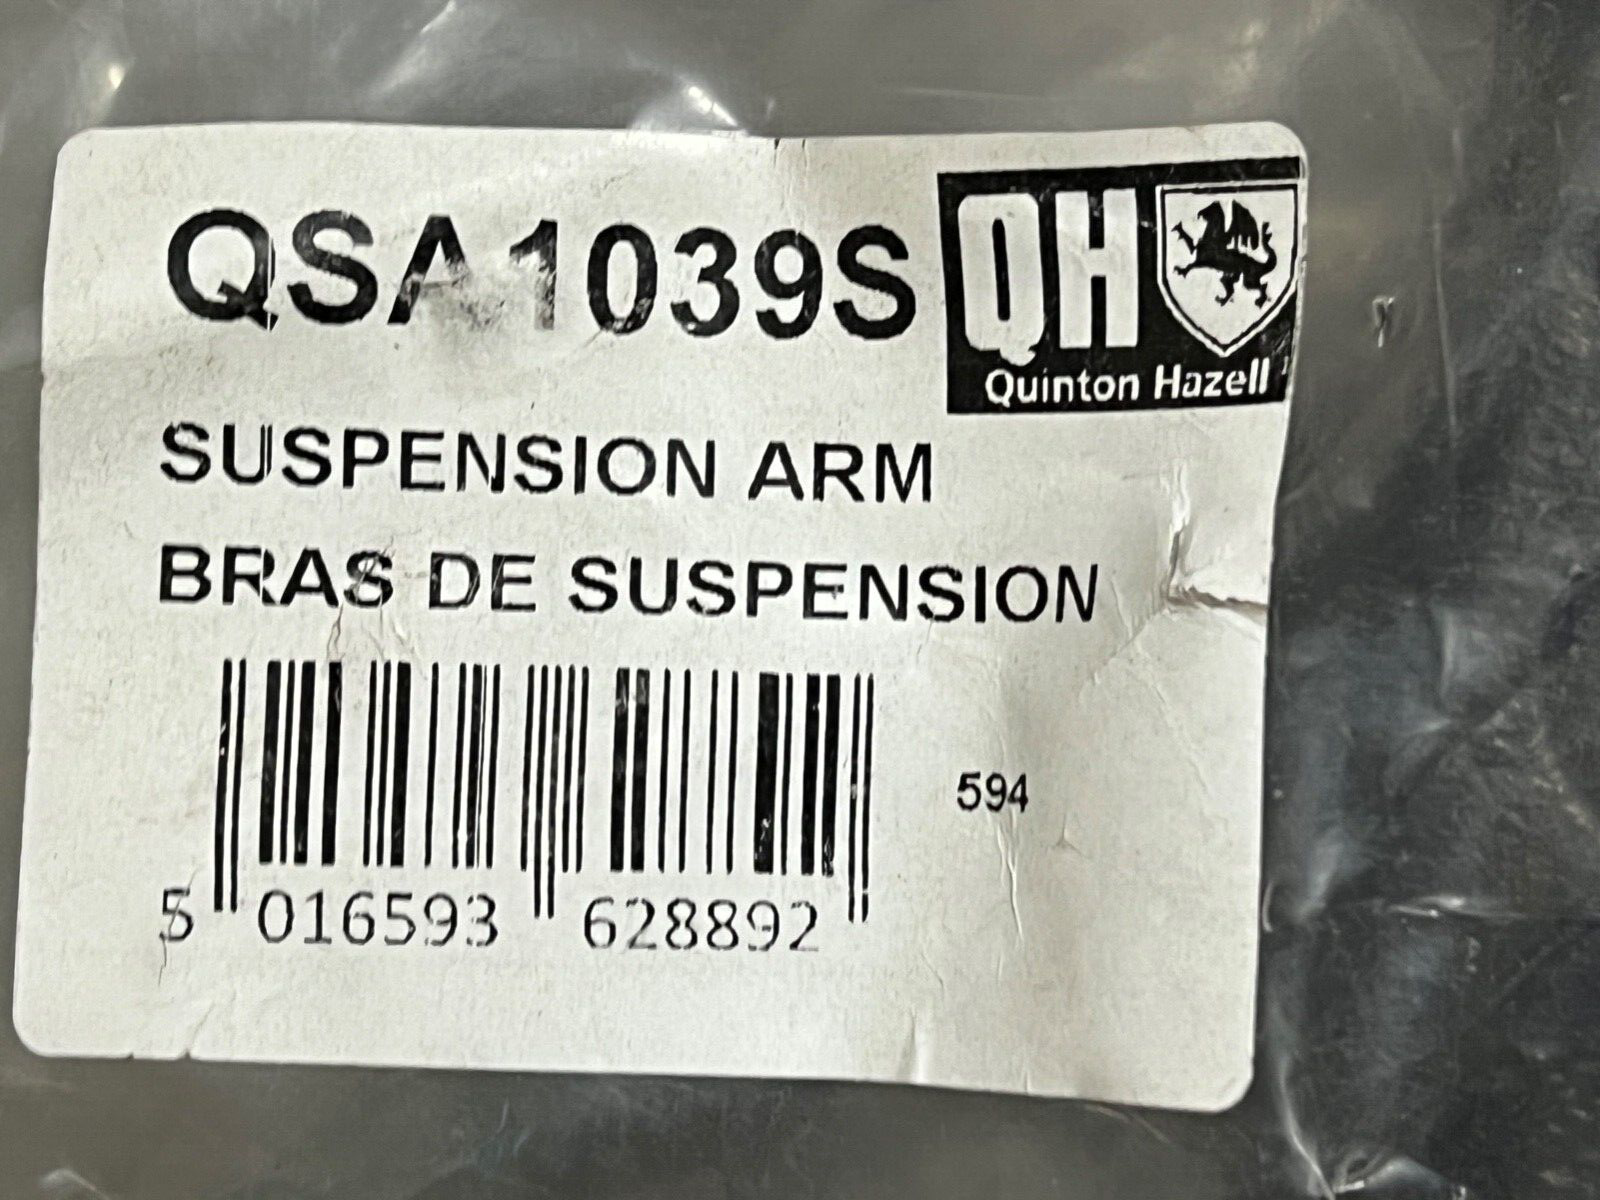 QSA1039S
QH
Quinton Hazell
SUSPENSION ARM
BRAS DE SUSPENSION
594
5 016593 628892